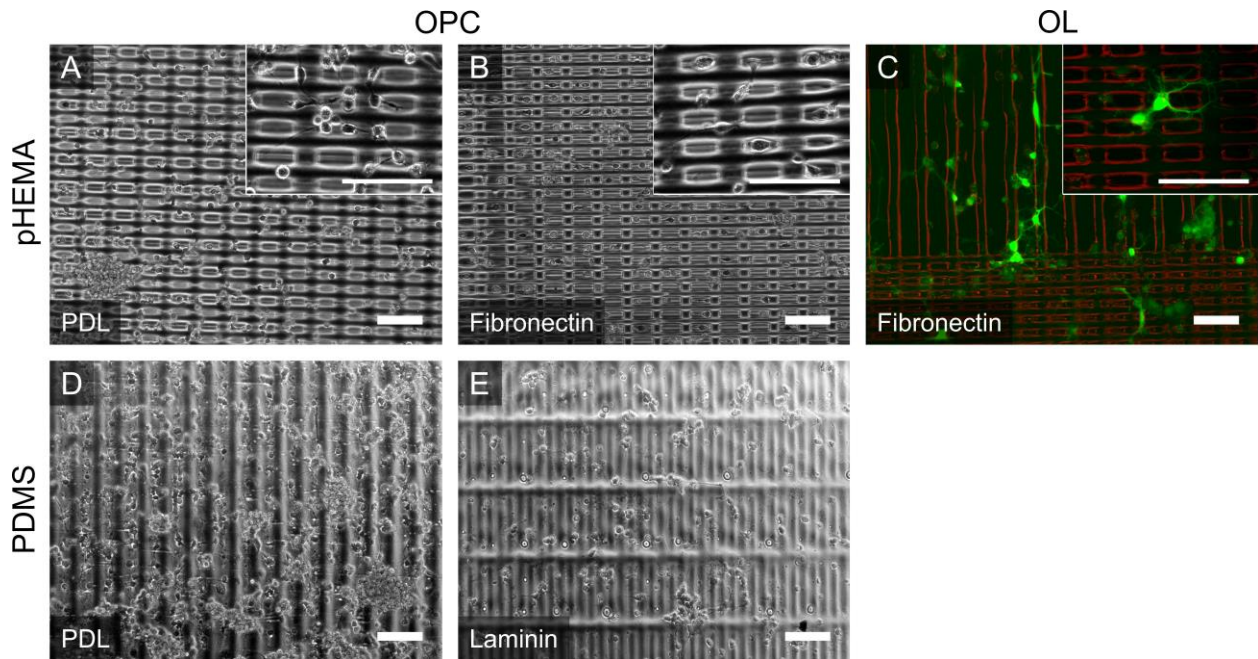 OPC
OL
pHEMA
A
PDL
B
Fibronectin
C
Fibronectin
PDMS
D
PDL
E
Laminin